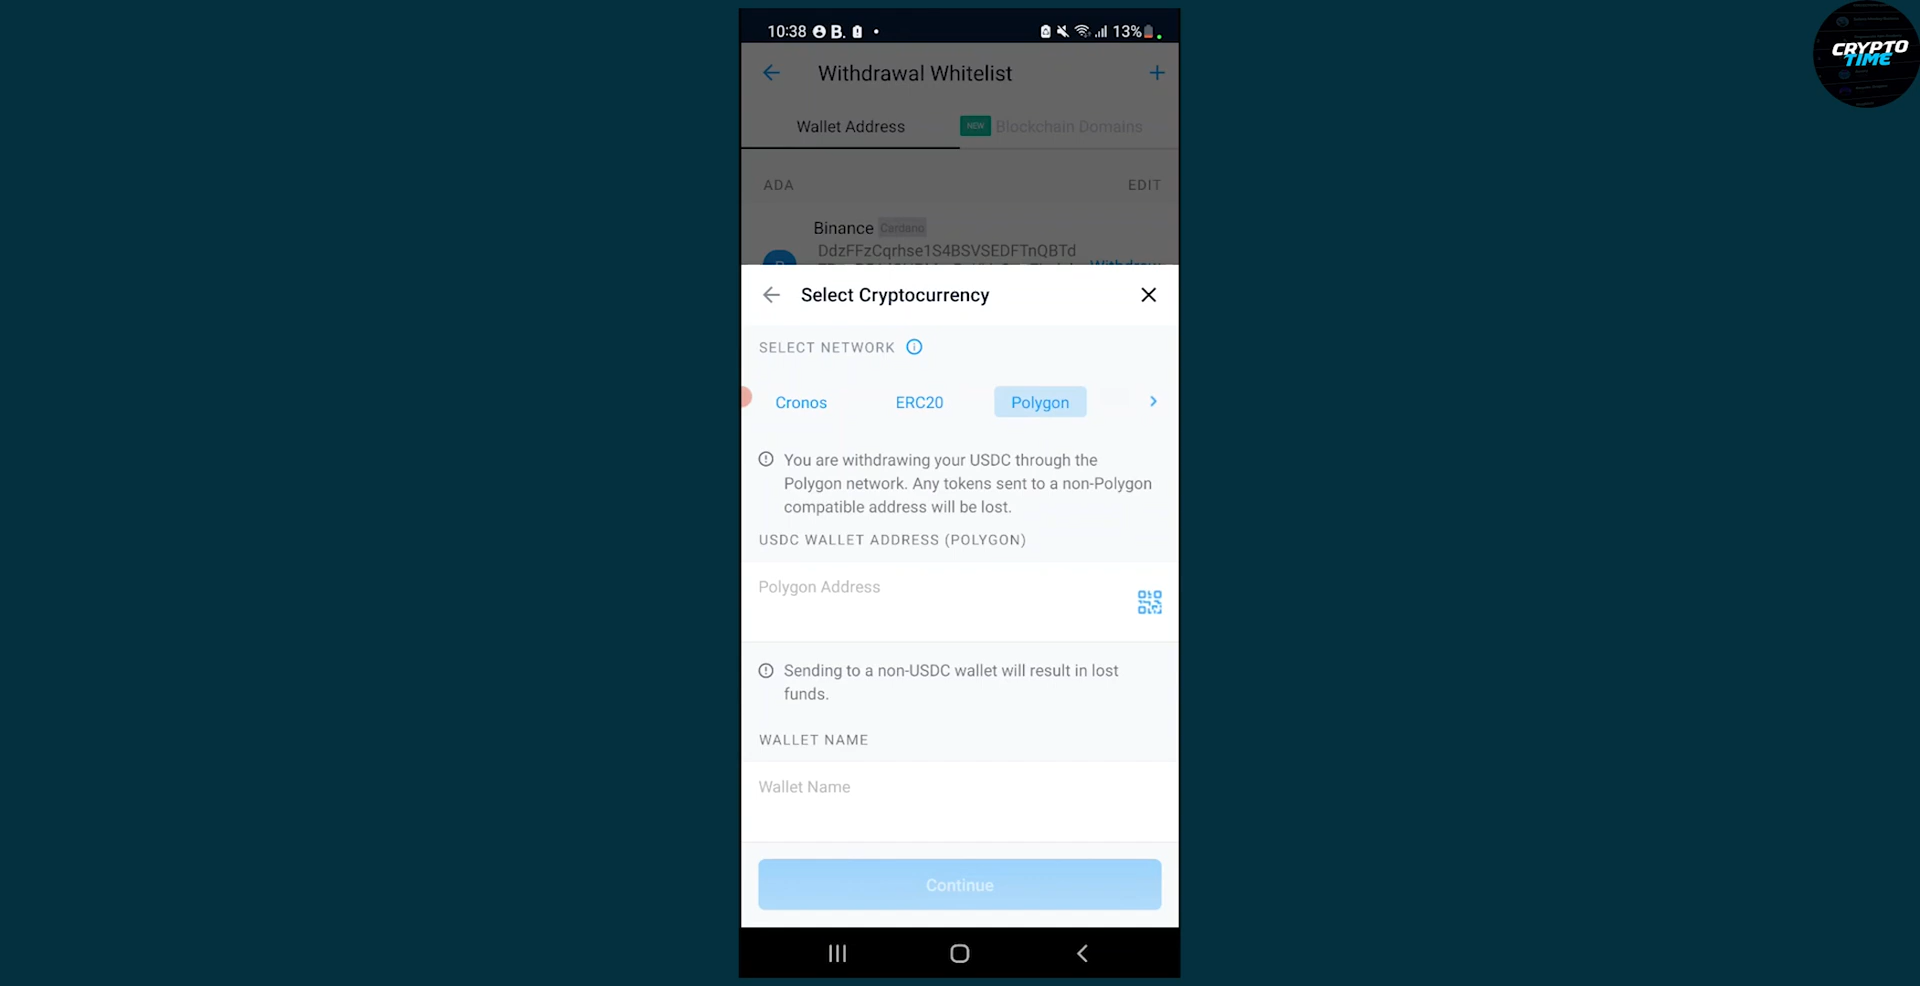 10:38 B. 13%
CRYPTO
TIME
Withdrawal Whitelist
Wallet Address NEW Blockchain Domains
ADA EDIT
Binance Cardano
DdzFFzCqrhse1S4BSVSEDFTnQBTd
Withdraw
Select Cryptocurrency
SELECT NETWORK
Cronos ERC20 Polygon
You are withdrawing your USDC through the
Polygon network. Any tokens sent to a non-Polygon
compatible address will be lost.
USDC WALLET ADDRESS (POLYGON)
Polygon Address
Sending to a non-USDC wallet will result in lost
funds.
WALLET NAME
Wallet Name
Continue